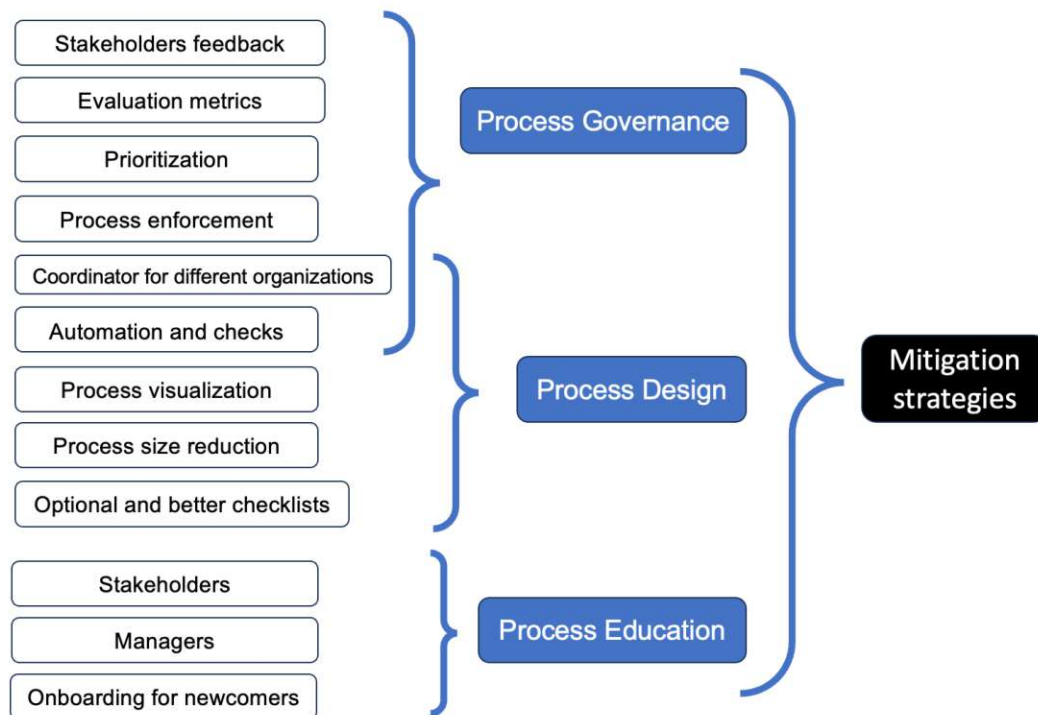 Stakeholders feedback
Evaluation metrics
Prioritization
Process enforcement
Coordinator for different organizations
Automation and checks
Process visualization
Process size reduction
Optional and better checklists
Stakeholders
Managers
Onboarding for newcomers
Process Governance
Process Design
Process Education
Mitigation
strategies